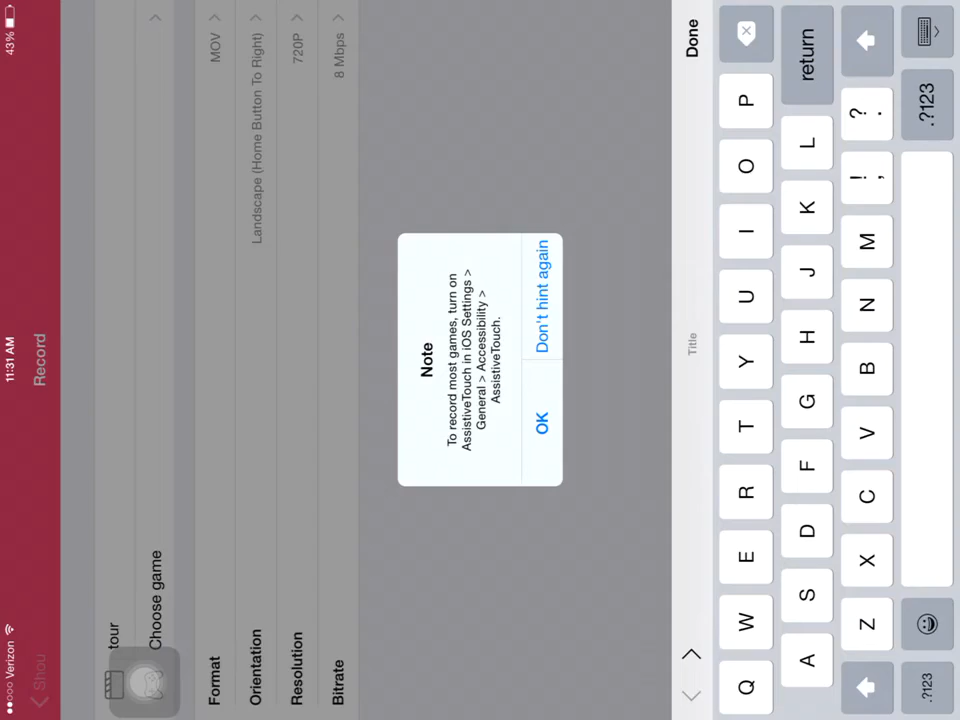 Verizon 11:31 AM 43%
Shou Record
tour
Choose game
Format MOV
Orientation Landscape (Home Button To Right)
Resolution 720P
Bitrate 8 Mbps
Note
To record most games, turn on
AssistiveTouch in iOS Settings >
General > Accessibility >
AssistiveTouch.
OK Don't hint again
Title Done
Q W E R T Y U I O P
A S D F G H J K L return
Z X C V B N M ! , ? .
.?123 .?123